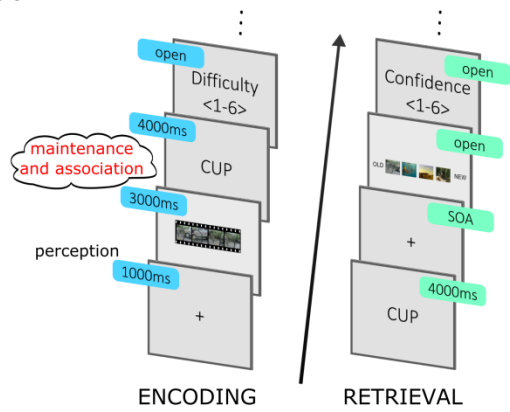 open
Difficulty
<1-6>
4000ms
CUP
maintenance
and association
3000ms
perception
1000ms
+
ENCODING
open
Confidence
<1-6>
open
OLD
NEW
SOA
+
4000ms
CUP
RETRIEVAL